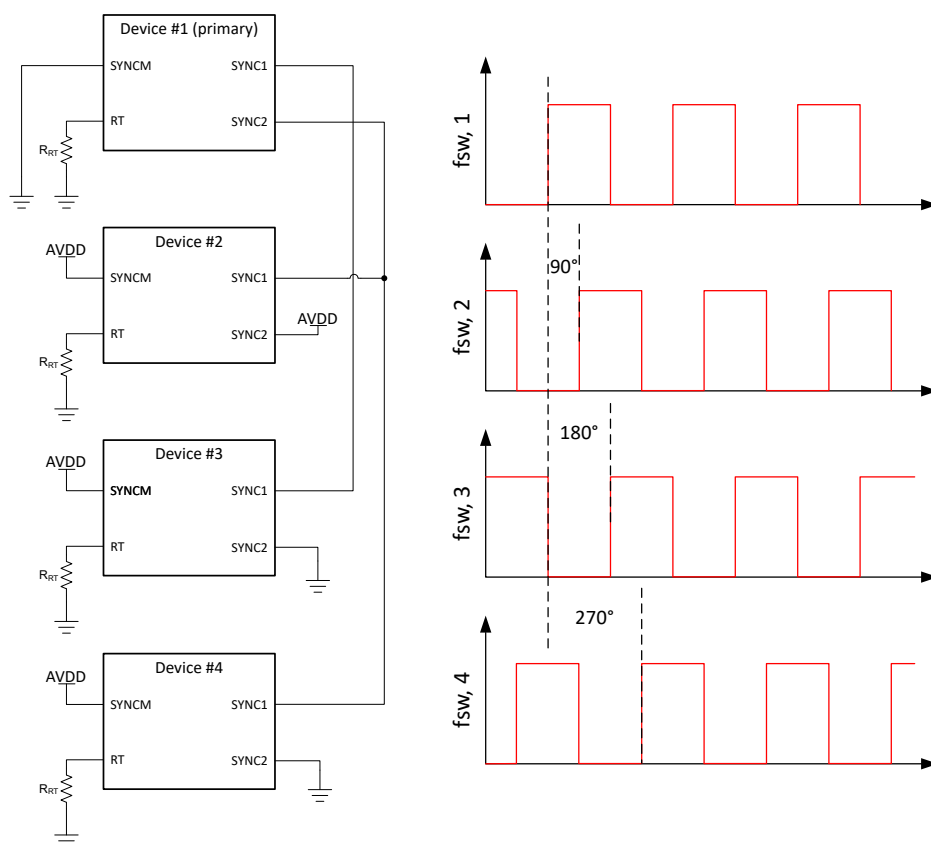 Device #1 (primary)
SYNCM
SYNC1
RT
SYNC2
RRT
Device #2
AVDD
SYNCM
SYNC1
AVDD
RT
SYNC2
RRT
Device #3
AVDD
SYNCM
SYNC1
RT
SYNC2
RRT
Device #4
AVDD
SYNCM
SYNC1
RT
SYNC2
RRT
fsw, 1
90°
fsw, 2
180°
fsw, 3
270°
fsw, 4